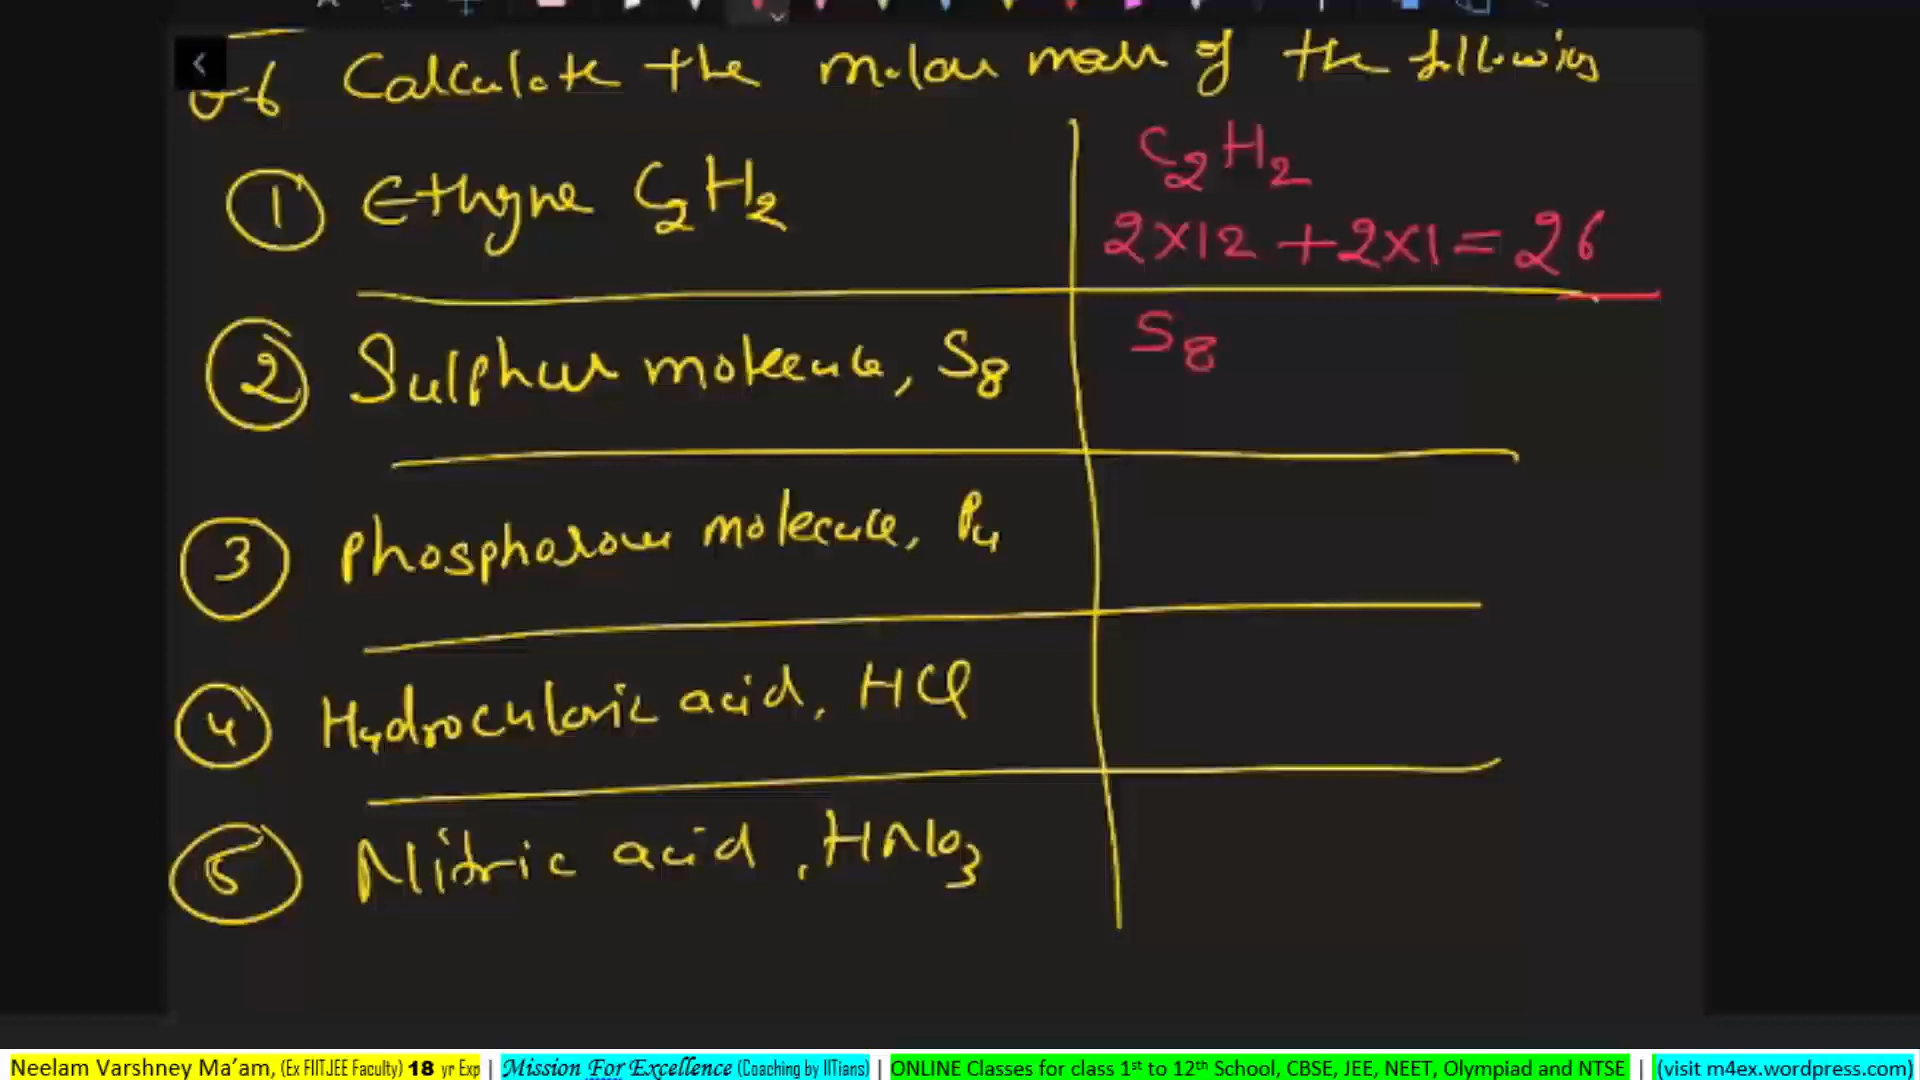 Q-6 Calculate the molar mass of the following
① Ethyne C2H2
C2H2
2×12 + 2×1 = 26
② Sulphur molecule, S8
S8
③ Phosphorous molecule, P4
④ Hydrochloric acid, HCl
⑤ Nitric acid, HNO3
Neelam Varshney Ma’am, (Ex FIITJEE Faculty) 18 yr Exp | Mission For Excellence (Coaching by IITians) | ONLINE Classes for class 1st to 12th School, CBSE, JEE, NEET, Olympiad and NTSE | (visit m4ex.wordpress.com)